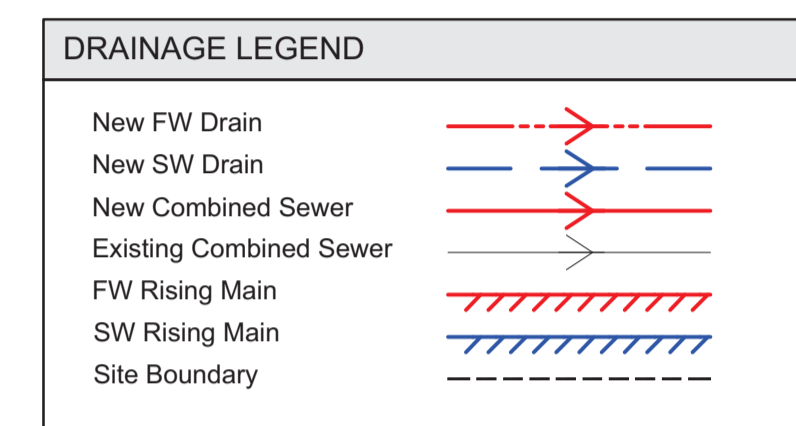 DRAINAGE LEGEND
New FW Drain
New SW Drain
New Combined Sewer
Existing Combined Sewer
FW Rising Main
SW Rising Main
Site Boundary